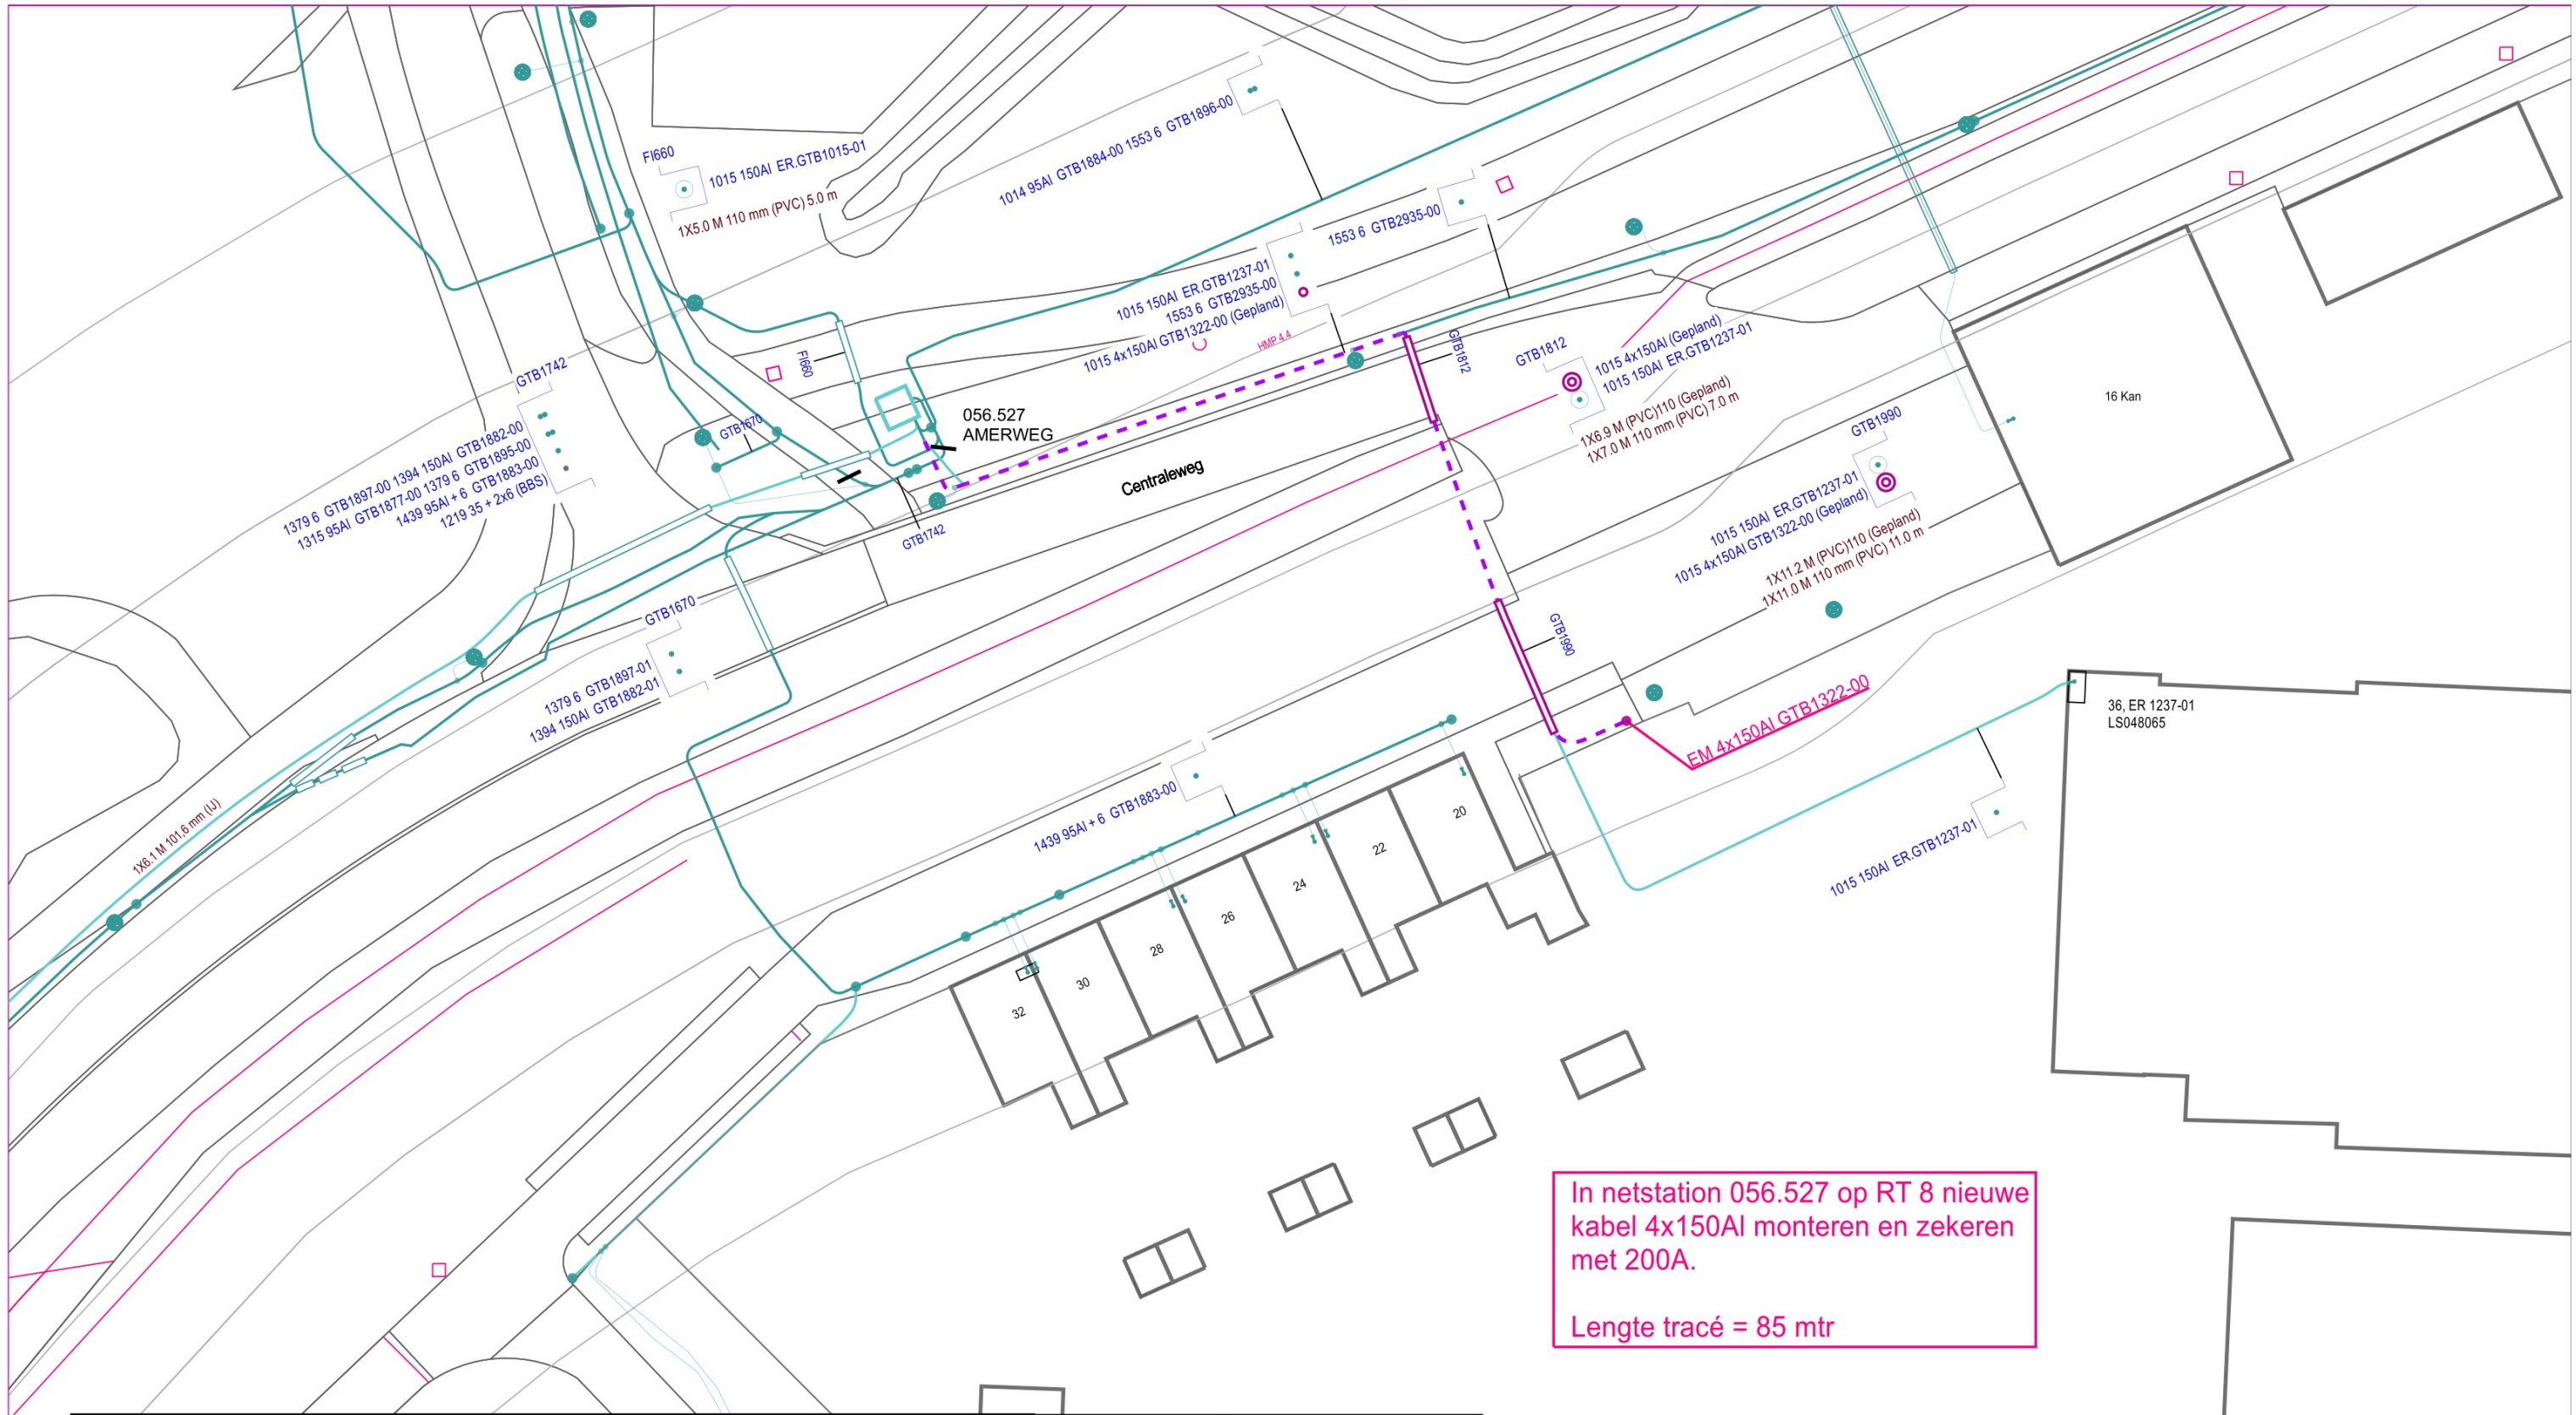 1014 95Al GTB1884-00 1553 6 GTB1896-00
FI660
1015 150Al ER.GTB1015-01
1X5.0 M 110 mm (PVC) 5.0 m
1553 6 GTB2935-00
1015 150Al ER.GTB1237-01
1553 6 GTB2935-00
1015 4x150Al GTB1322-00 (Gepland)
HMP 4.4
FI660
GTB1812
GTB1812
1015 4x150Al (Gepland)
1015 150Al ER.GTB1237-01
1X6.9 M (PVC)110 (Gepland)
1X7.0 M 110 mm (PVC) 7.0 m
GTB1742
1379 6 GTB1897-00 1394 150Al GTB1882-00
1315 95Al GTB1877-00 1379 6 GTB1895-00
1439 95Al + 6 GTB1883-00
1219 35 + 2x6 (BBS)
GTB1670
056.527
AMERWEG
Centraleweg
GTB1742
16 Kan
GTB1990
1015 150Al ER.GTB1237-01
1015 4x150Al GTB1322-00 (Gepland)
1X11.2 M (PVC)110 (Gepland)
1X11.0 M 110 mm (PVC) 11.0 m
GTB1670
1379 6 GTB1897-01
1394 150Al GTB1882-01
GTB1990
EM 4x150Al GTB1322-00
36, ER 1237-01
LS048065
1X6.1 M 101,6 mm (IJ)
1439 95Al + 6 GTB1883-00
1015 150Al ER.GTB1237-01
20
22
24
26
28
30
32
In netstation 056.527 op RT 8 nieuwe
kabel 4x150Al monteren en zekeren
met 200A.
Lengte tracé = 85 mtr